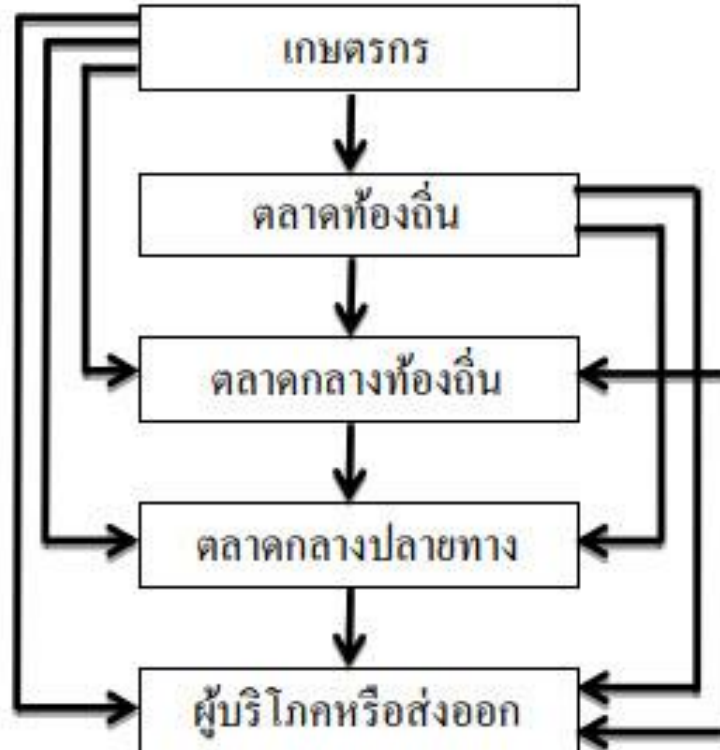 เกษตรกร
ตลาดท้องถิ่น
ตลาดกลางท้องถิ่น
ตลาดกลางปลายทาง
ผู้บริโภคหรือส่งออก